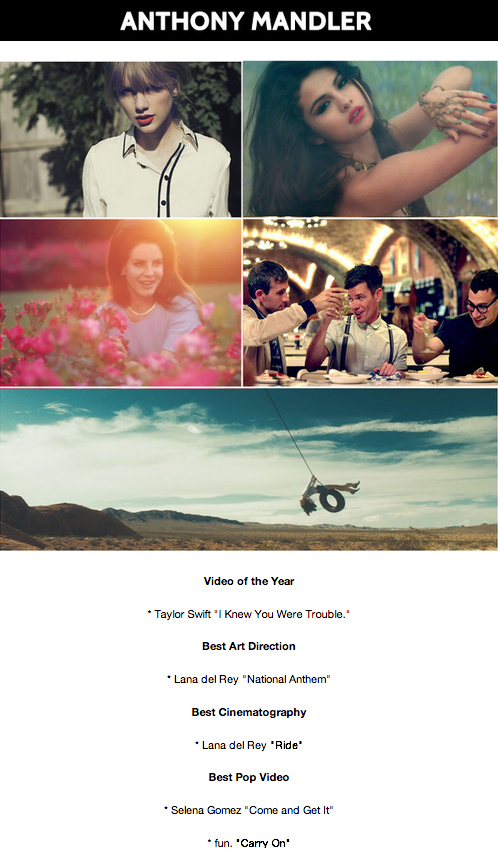 ANTHONY MANDLER
Video of the Year
* Taylor Swift "I Knew You Were Trouble."
Best Art Direction
* Lana del Rey "National Anthem"
Best Cinematography
* Lana del Rey "Ride"
Best Pop Video
* Selena Gomez "Come and Get It"
* fun. "Carry On"